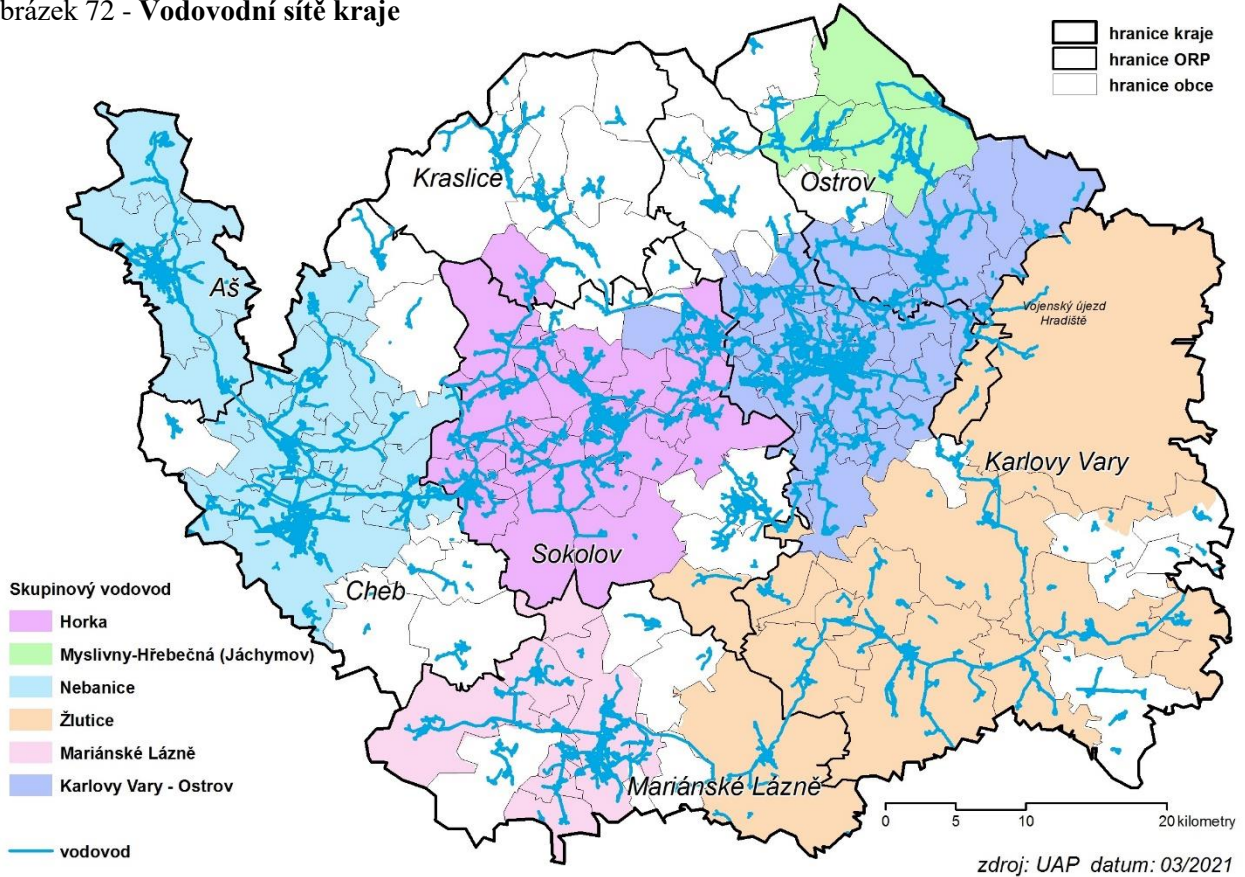 brázek 72 - Vodovodní sítě kraje
hranice kraje
hranice ORP
hranice obce
Kraslice
Ostrov
Aš
Vojenský újezd
Hradiště
Karlovy Vary
Sokolov
Cheb
Mariánské Lázně
Skupinový vodovod
Horka
Myslivny-Hřebečná (Jáchymov)
Nebanice
Žlutice
Mariánské Lázně
Karlovy Vary - Ostrov
vodovod
0 5 10 20 kilometry
zdroj: UAP datum: 03/2021